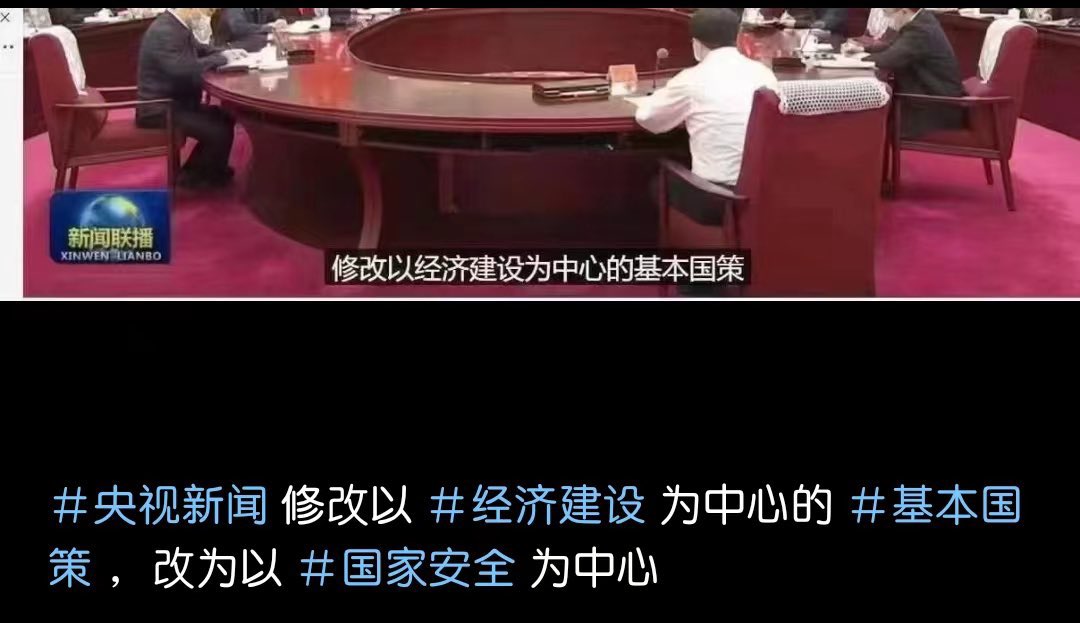 新闻联播
XINWEN LIANBO
修改以经济建设为中心的基本国策
#央视新闻 修改以 #经济建设 为中心的 #基本国
策 ，改为以 #国家安全 为中心